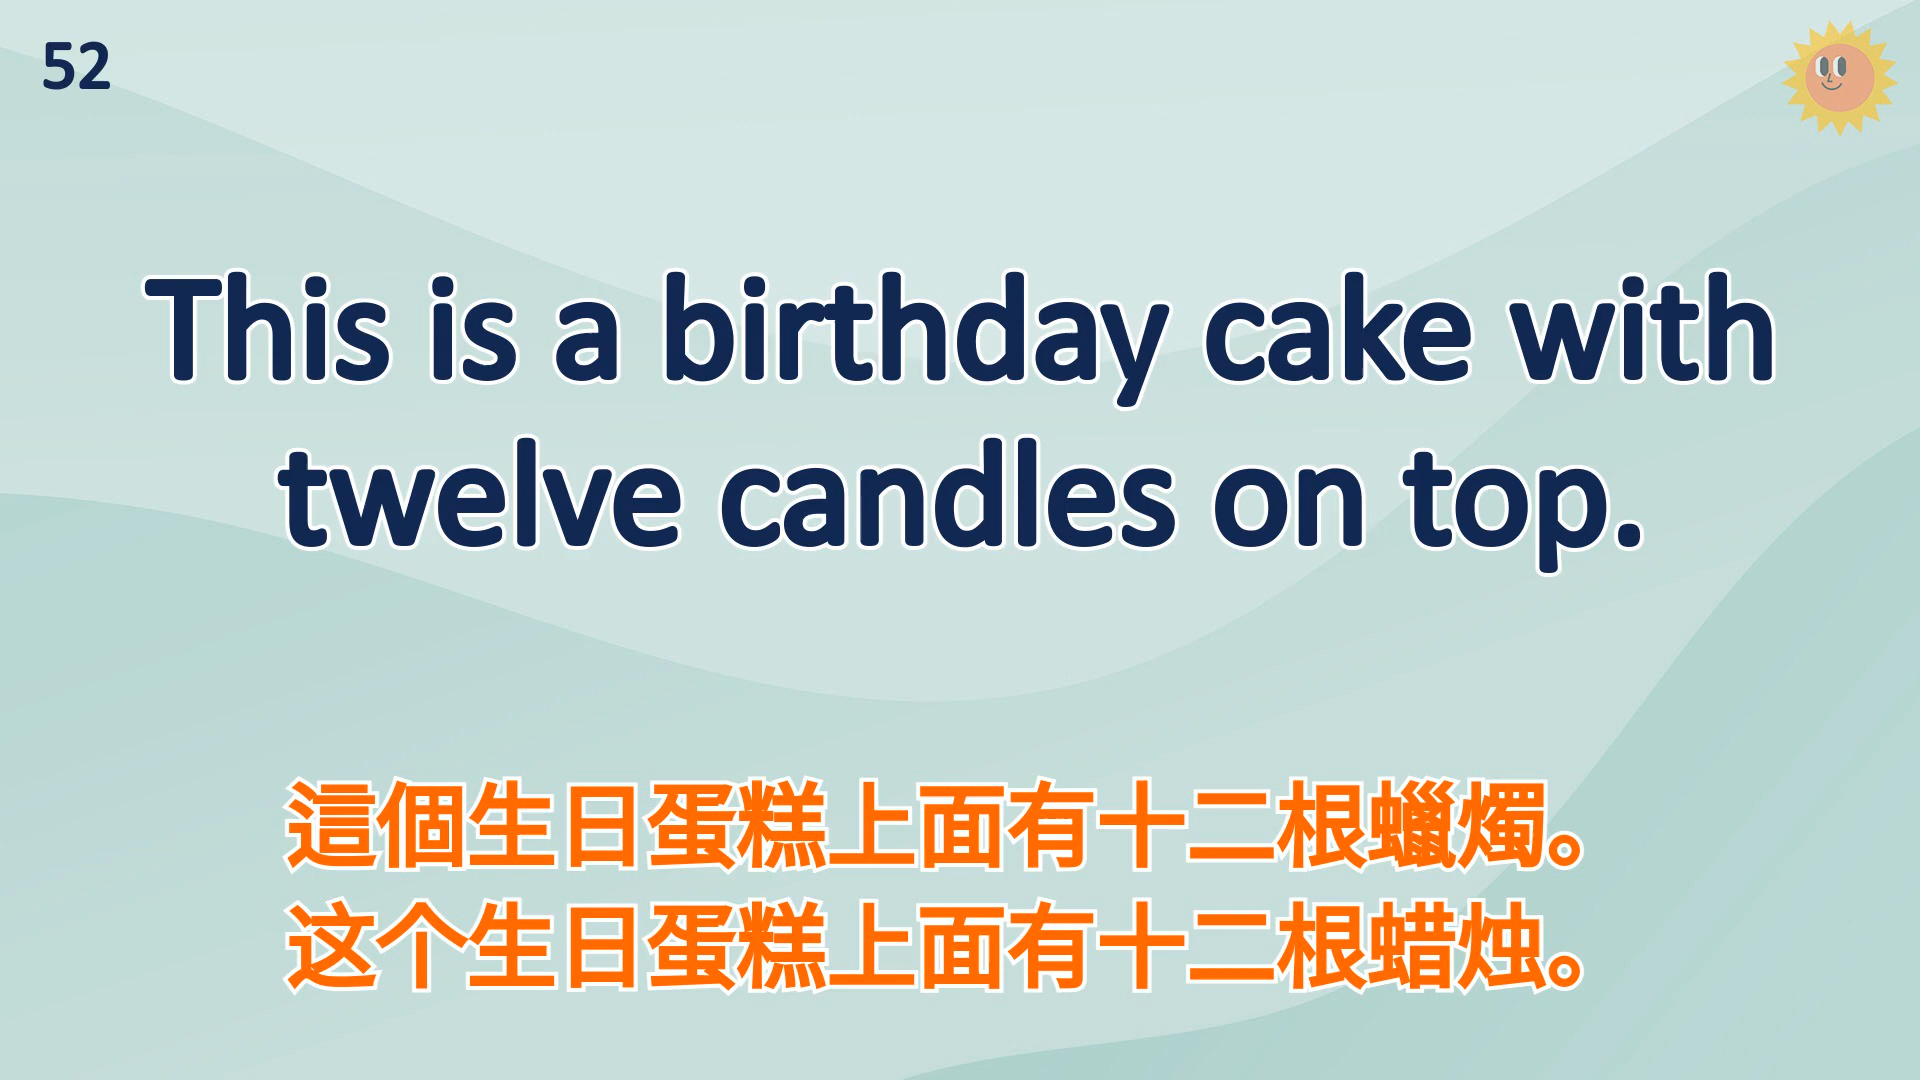 52
This is a birthday cake with
twelve candles on top.
這個生日蛋糕上面有十二根蠟燭。
这个生日蛋糕上面有十二根蜡烛。